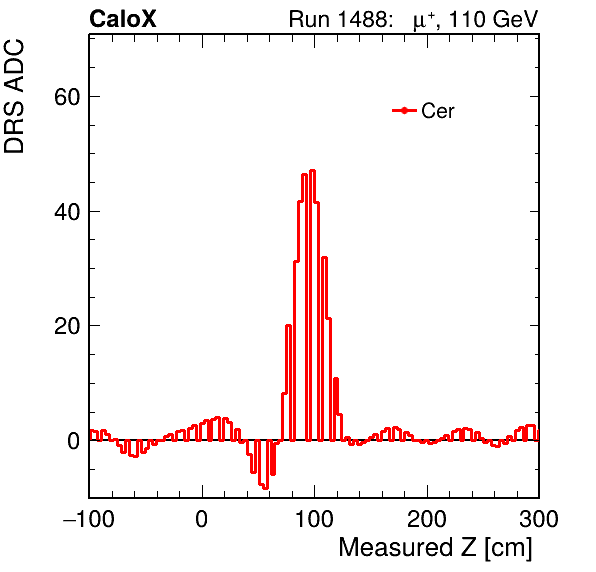 CaloX
Run 1488: μ⁺, 110 GeV
DRS ADC
Cer
60
40
20
0
−100 0 100 200 300
Measured Z [cm]